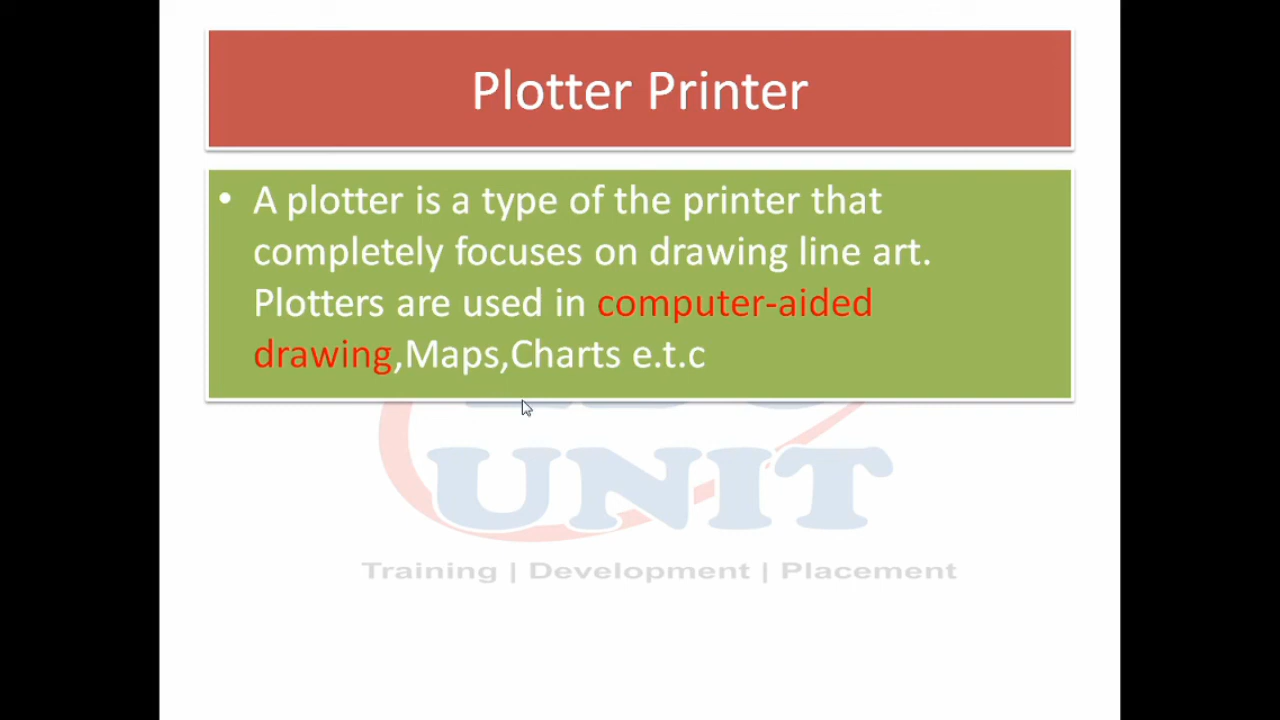 Plotter Printer
• A plotter is a type of the printer that
completely focuses on drawing line art.
Plotters are used in computer-aided
drawing,Maps,Charts e.t.c
UNIT
Training | Development | Placement